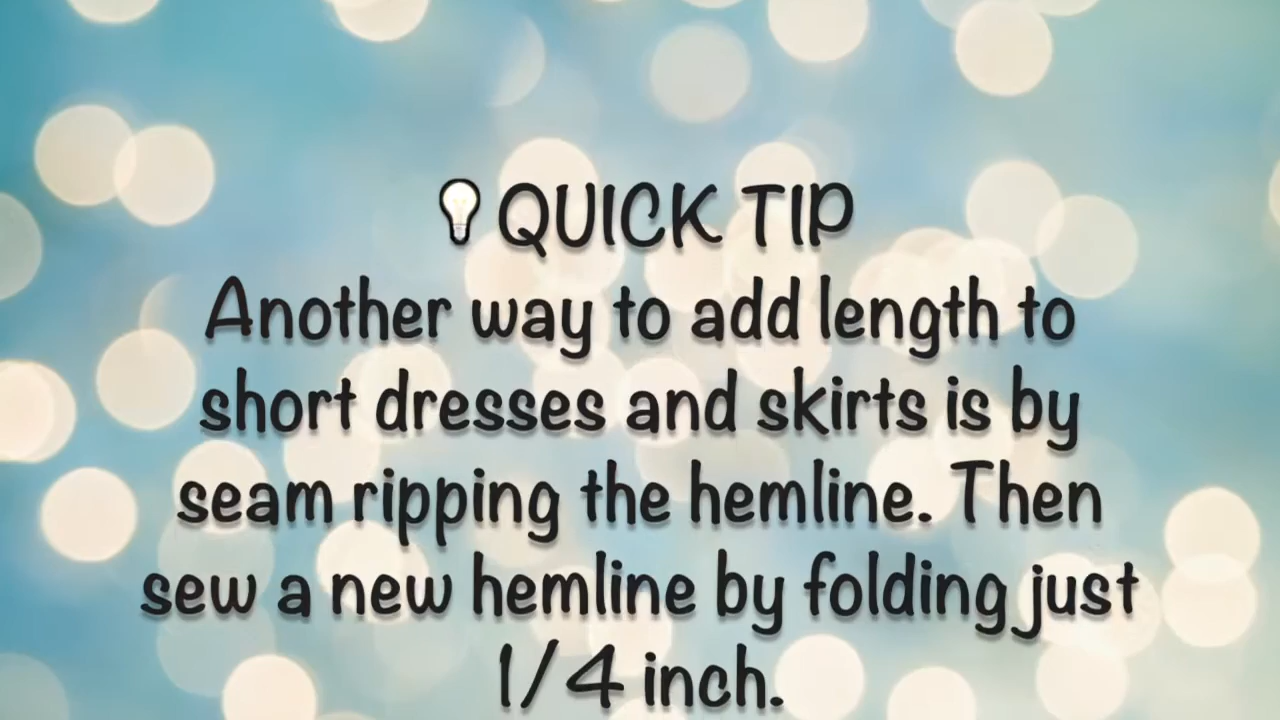 💡QUICK TIP
Another way to add length to
short dresses and skirts is by
seam ripping the hemline. Then
sew a new hemline by folding just
1/4 inch.